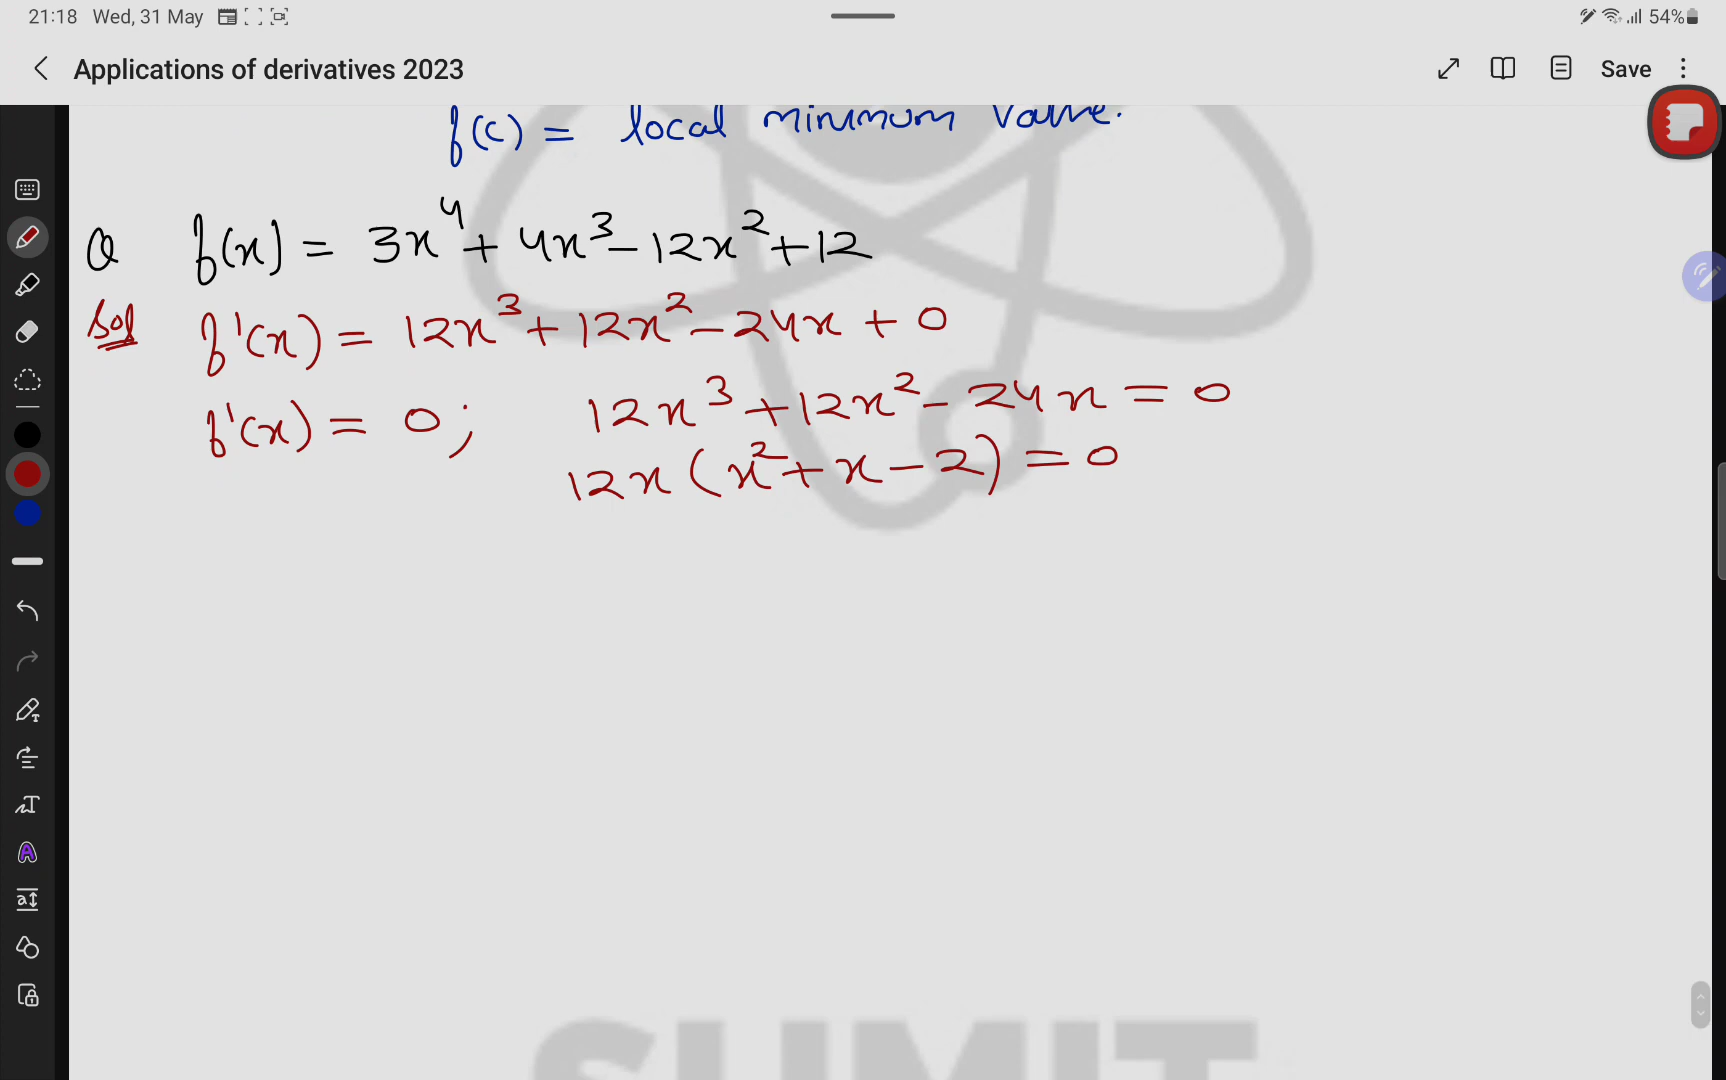 21:18 Wed, 31 May 54%
Applications of derivatives 2023 Save
f(c) = local minimum value.
Q f(x) = 3x⁴ + 4x³ - 12x² + 12
Sol f'(x) = 12x³ + 12x² - 24x + 0
f'(x) = 0; 12x³ + 12x² - 24x = 0
12x(x² + x - 2) = 0
SUMIT